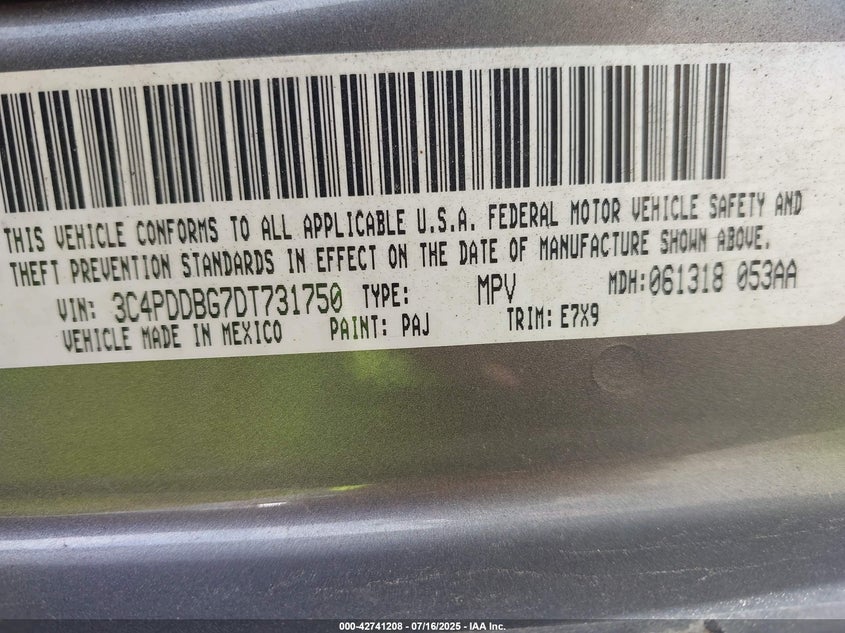 THIS VEHICLE CONFORMS TO ALL APPLICABLE U.S.A. FEDERAL MOTOR VEHICLE SAFETY AND
THEFT PREVENTION STANDARDS IN EFFECT ON THE DATE OF MANUFACTURE SHOWN ABOVE.
VIN: 3C4PDDBG7DT731750 TYPE: MPV MDH:061318 053AA
VEHICLE MADE IN MEXICO PAINT: PAJ TRIM: E7X9
000-42741208 - 07/16/2025 - IAA Inc.